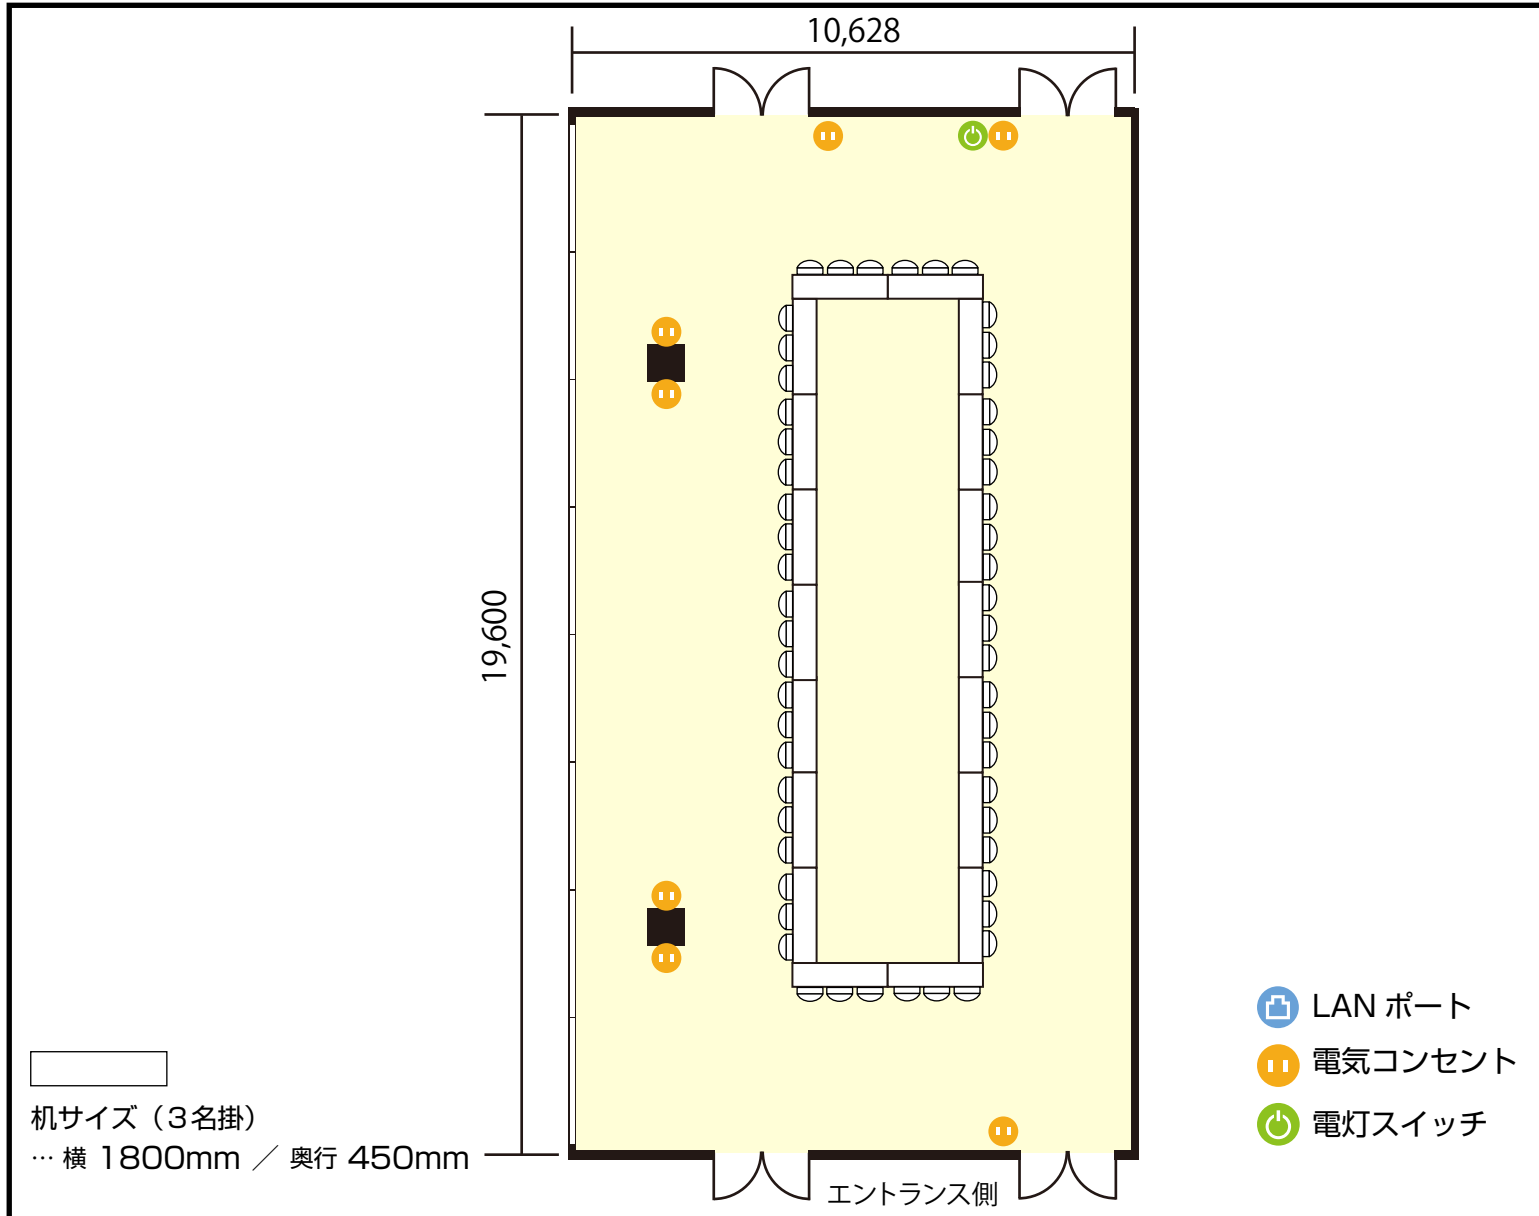 10,628
19,600
LAN ポート
電気コンセント
電灯スイッチ
机サイズ（３名掛）
… 横 1800mm ／ 奥行 450mm
エントランス側